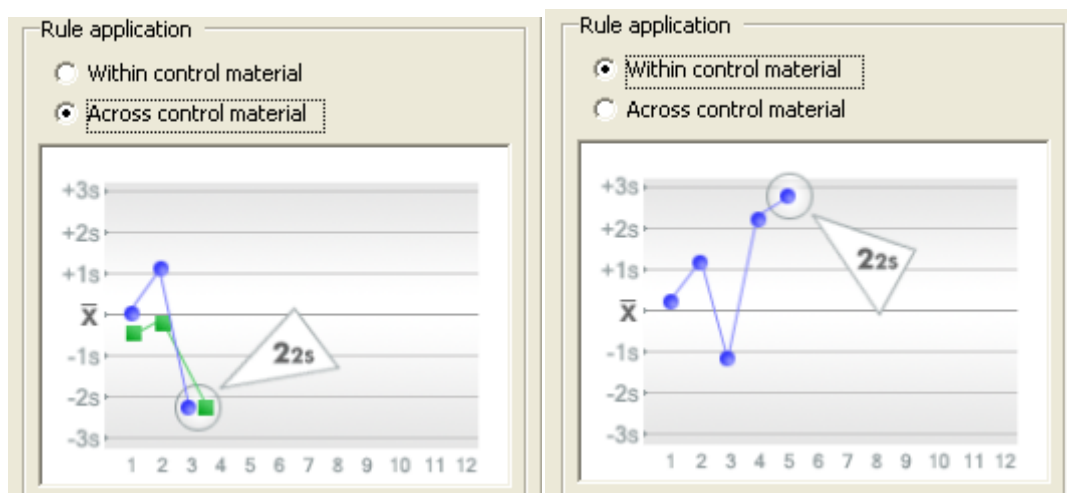 Rule application
Within control material
Across control material
+3s
+2s
+1s
X̅
-1s
-2s
-3s
2 2s
1 2 3 4 5 6 7 8 9 10 11 12
Rule application
Within control material
Across control material
+3s
+2s
+1s
X̅
-1s
-2s
-3s
2 2s
1 2 3 4 5 6 7 8 9 10 11 12